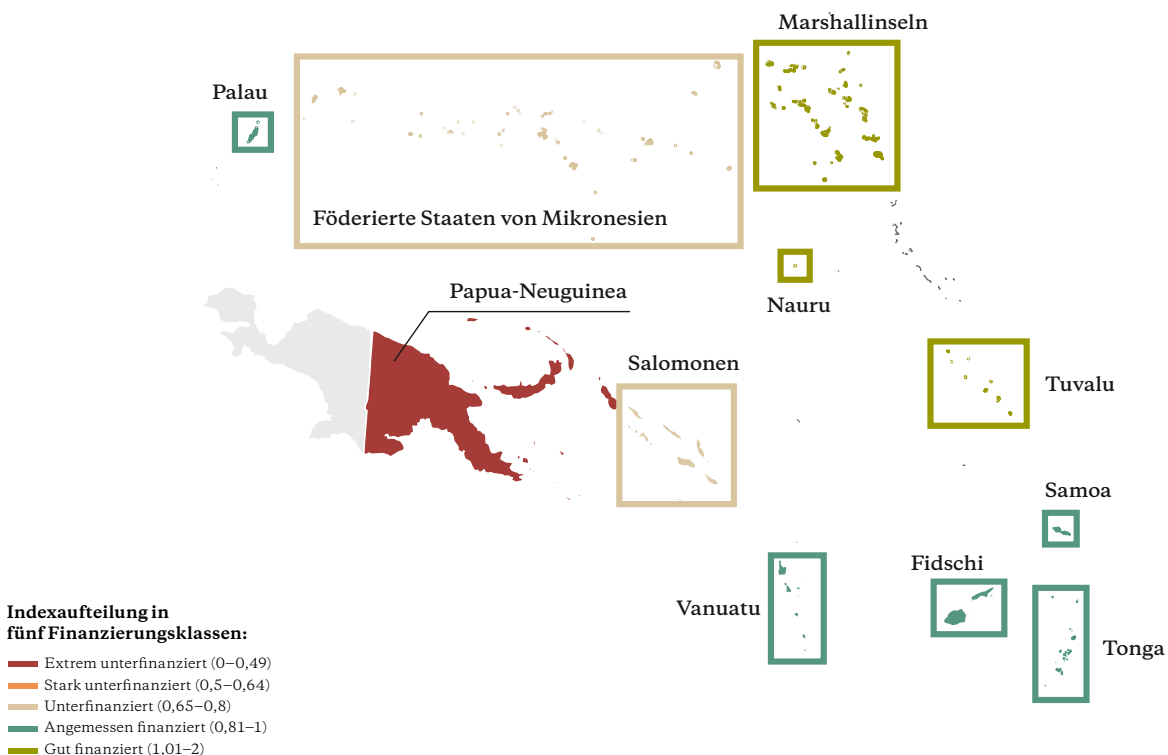 Marshallinseln
Palau
Föderierte Staaten von Mikronesien
Papua-Neuguinea
Nauru
Salomonen
Tuvalu
Samoa
Fidschi
Vanuatu
Tonga
Indexaufteilung in
fünf Finanzierungsklassen:
Extrem unterfinanziert (0–0,49)
Stark unterfinanziert (0,5–0,64)
Unterfinanziert (0,65–0,8)
Angemessen finanziert (0,81–1)
Gut finanziert (1,01–2)